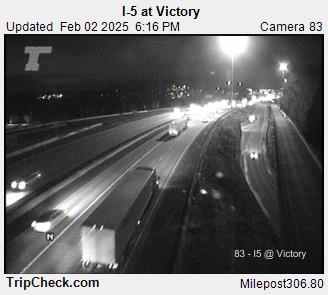 I-5 at Victory
Updated Feb 02 2025 6:16 PM Camera 83
T
N
83 - I5 @ Victory
TripCheck.com Milepost306.80